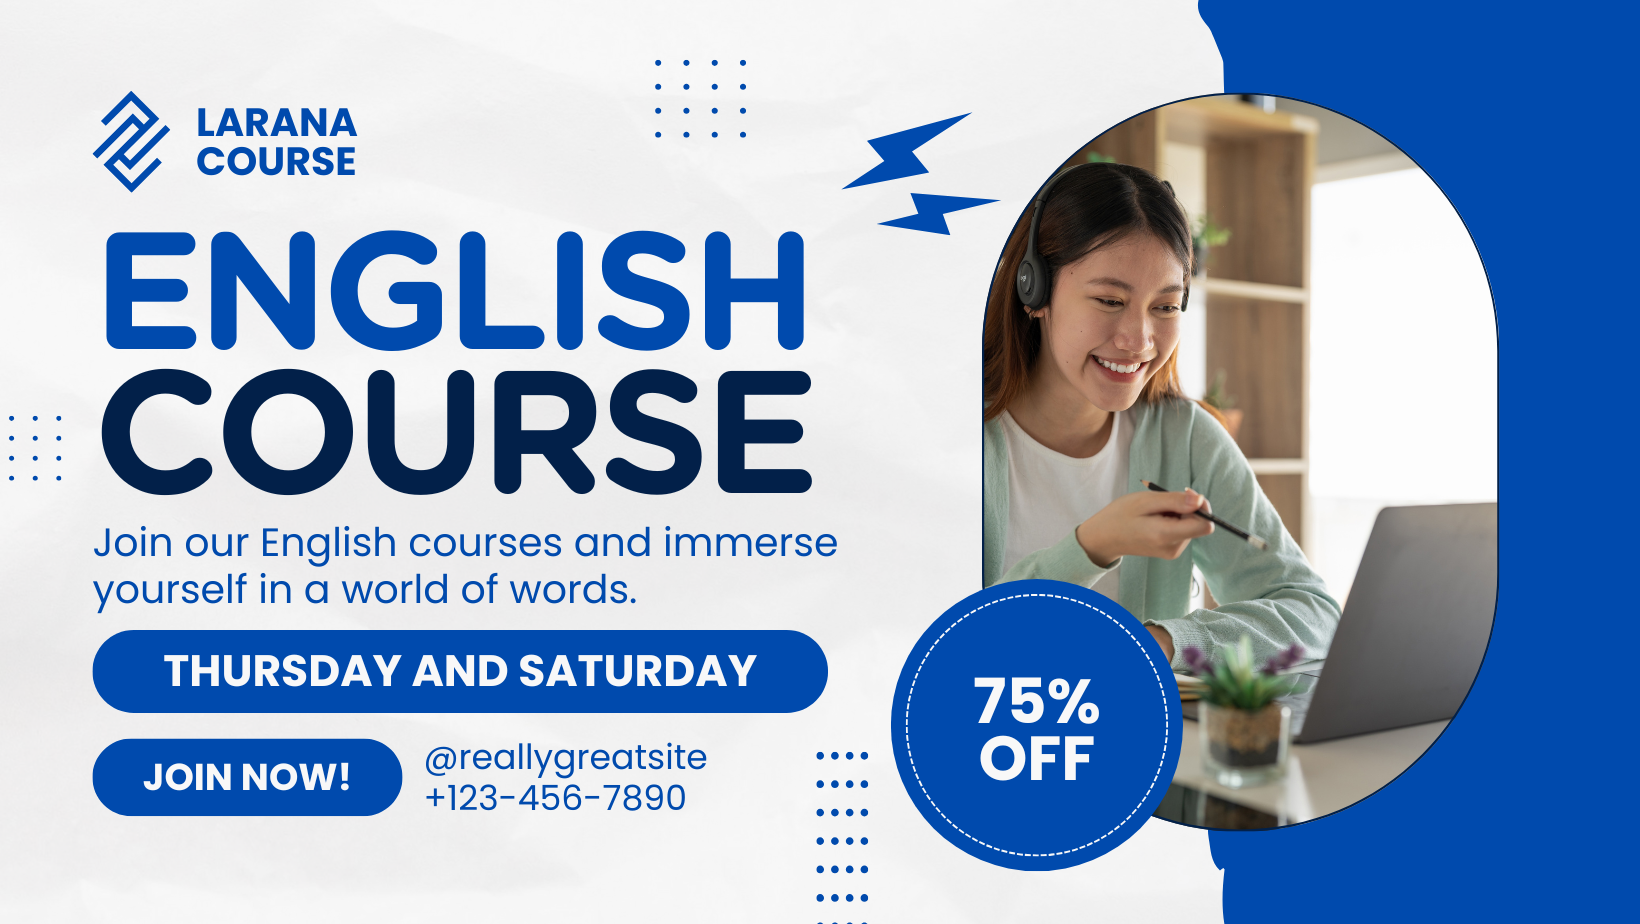 LARANA
COURSE
ENGLISH
COURSE
Join our English courses and immerse
yourself in a world of words.
THURSDAY AND SATURDAY
JOIN NOW!
@reallygreatsite
+123-456-7890
75%
OFF